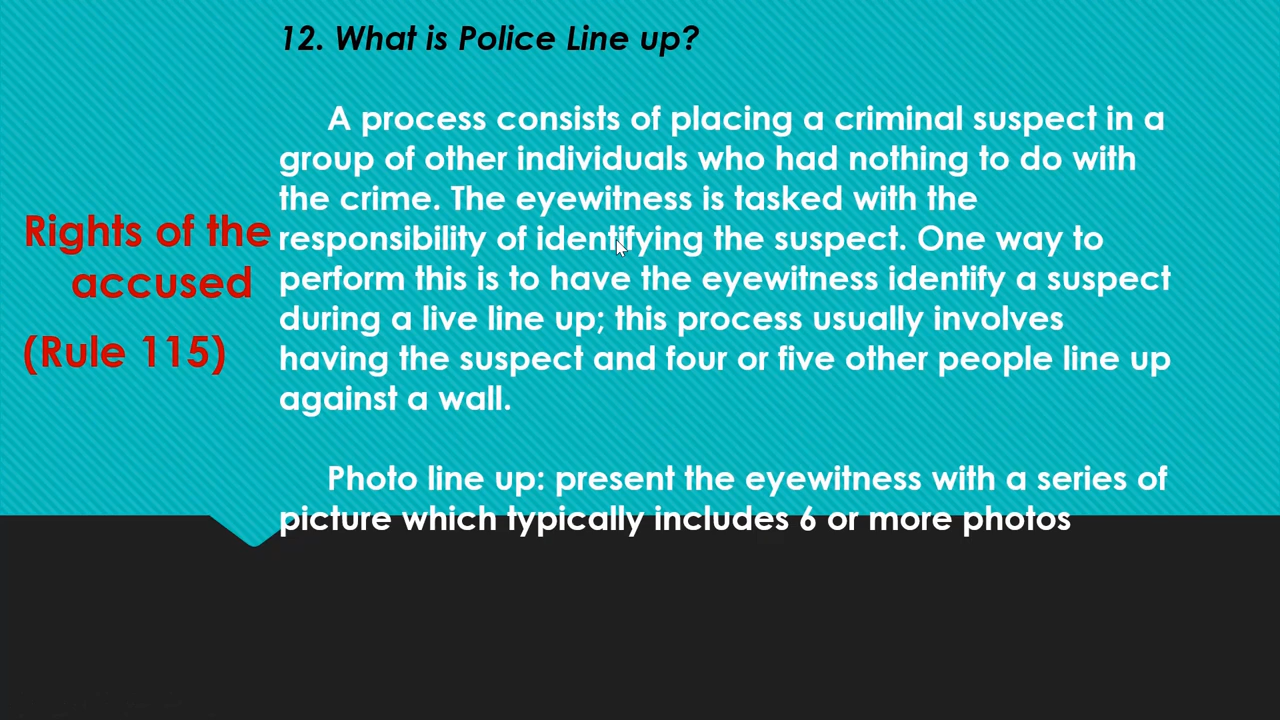 12. What is Police Line up?
A process consists of placing a criminal suspect in a
group of other individuals who had nothing to do with
the crime. The eyewitness is tasked with the
responsibility of identifying the suspect. One way to
perform this is to have the eyewitness identify a suspect
during a live line up; this process usually involves
having the suspect and four or five other people line up
against a wall.
Photo line up: present the eyewitness with a series of
picture which typically includes 6 or more photos
Rights of the
accused
(Rule 115)